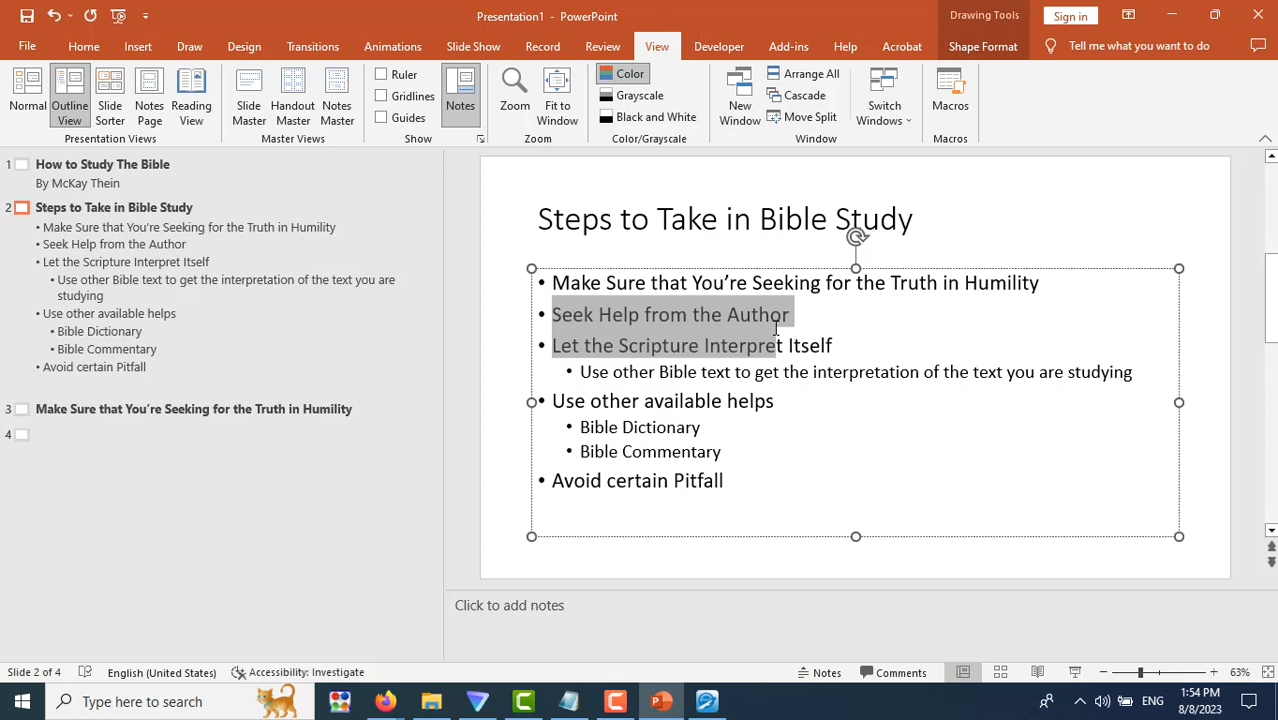 Presentation1 - PowerPoint
Drawing Tools
Sign in
File Home Insert Draw Design Transitions Animations Slide Show Record Review View Developer Add-ins Help Acrobat Shape Format Tell me what you want to do
Normal
Outline View
Slide Sorter
Notes Page
Reading View
Presentation Views
Slide Master
Handout Master
Notes Master
Master Views
Ruler
Gridlines
Guides
Show
Notes
Zoom
Fit to Window
Zoom
Color
Grayscale
Black and White
Color/Grayscale
New Window
Arrange All
Cascade
Move Split
Window
Switch Windows
Macros
Macros
1 How to Study The Bible
By McKay Thein
2 Steps to Take in Bible Study
• Make Sure that You’re Seeking for the Truth in Humility
• Seek Help from the Author
• Let the Scripture Interpret Itself
• Use other Bible text to get the interpretation of the text you are
studying
• Use other available helps
• Bible Dictionary
• Bible Commentary
• Avoid certain Pitfall
3 Make Sure that You’re Seeking for the Truth in Humility
4
Steps to Take in Bible Study
• Make Sure that You’re Seeking for the Truth in Humility
• Seek Help from the Author
• Let the Scripture Interpret Itself
• Use other Bible text to get the interpretation of the text you are studying
• Use other available helps
• Bible Dictionary
• Bible Commentary
• Avoid certain Pitfall
Click to add notes
Slide 2 of 4 English (United States) Accessibility: Investigate Notes Comments 63%
Type here to search
ENG
1:54 PM
8/8/2023